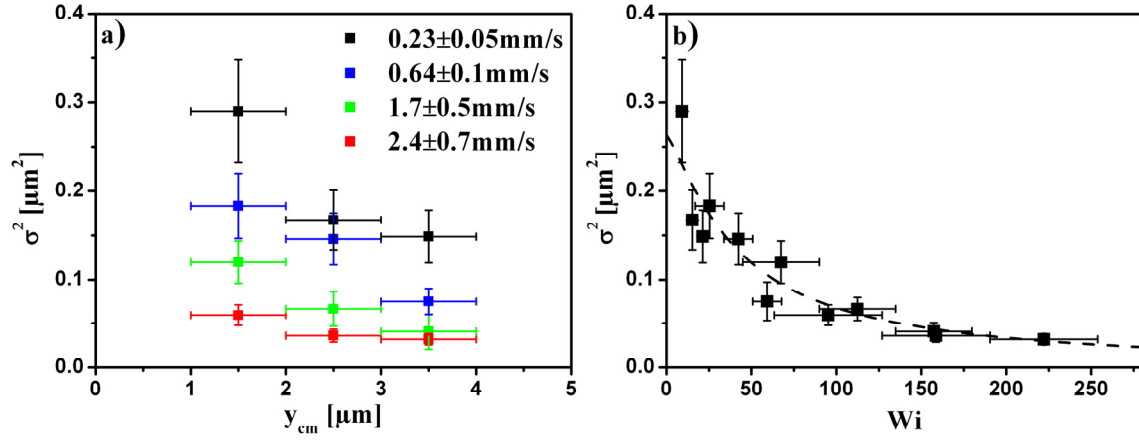 a)
0.23±0.05mm/s
0.64±0.1mm/s
1.7±0.5mm/s
2.4±0.7mm/s
σ² [µm²]
0.4
0.3
0.2
0.1
0.0
0 1 2 3 4 5
y_cm [µm]
b)
σ² [µm²]
0.4
0.3
0.2
0.1
0.0
0 50 100 150 200 250
Wi